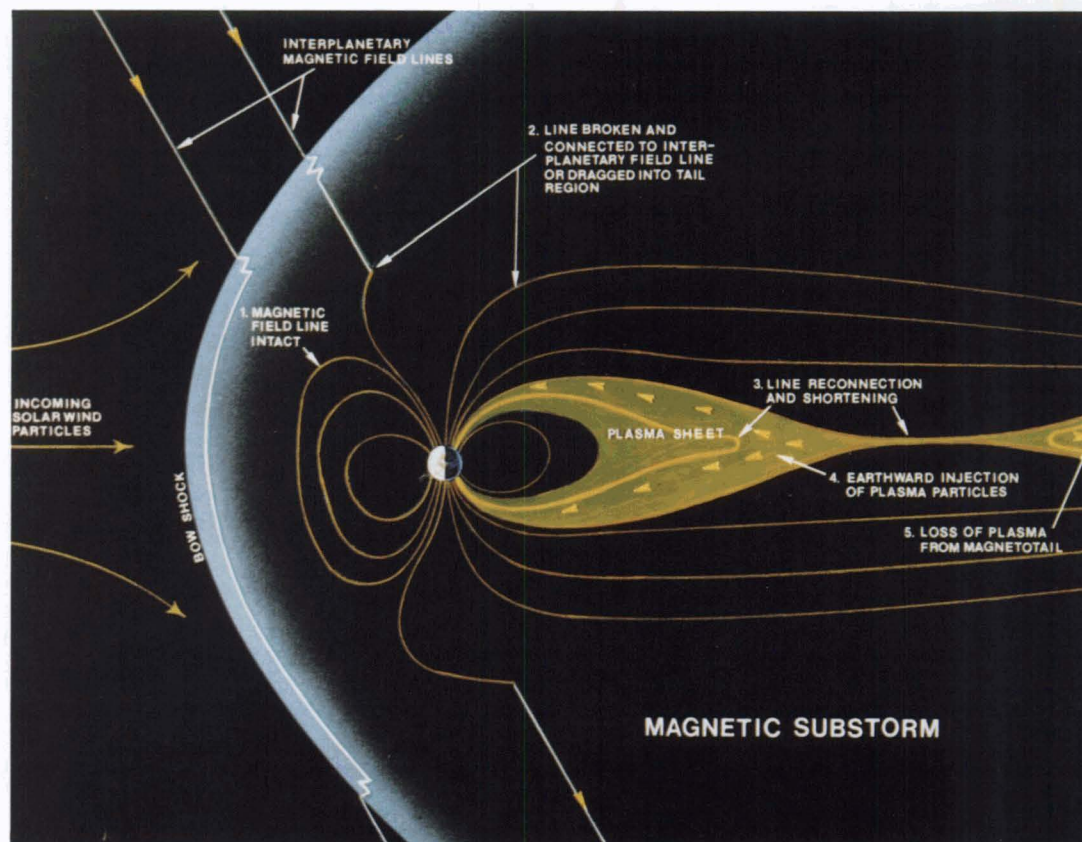 INTERPLANETARY
MAGNETIC FIELD LINES
2. LINE BROKEN AND
CONNECTED TO INTER-
PLANETARY FIELD LINE
OR DRAGGED INTO TAIL
REGION
1. MAGNETIC
FIELD LINE
INTACT
INCOMING
SOLAR WIND
PARTICLES
BOW SHOCK
3. LINE RECONNECTION
AND SHORTENING
PLASMA SHEET
4. EARTHWARD INJECTION
OF PLASMA PARTICLES
5. LOSS OF PLASMA
FROM MAGNETOTAIL
MAGNETIC SUBSTORM